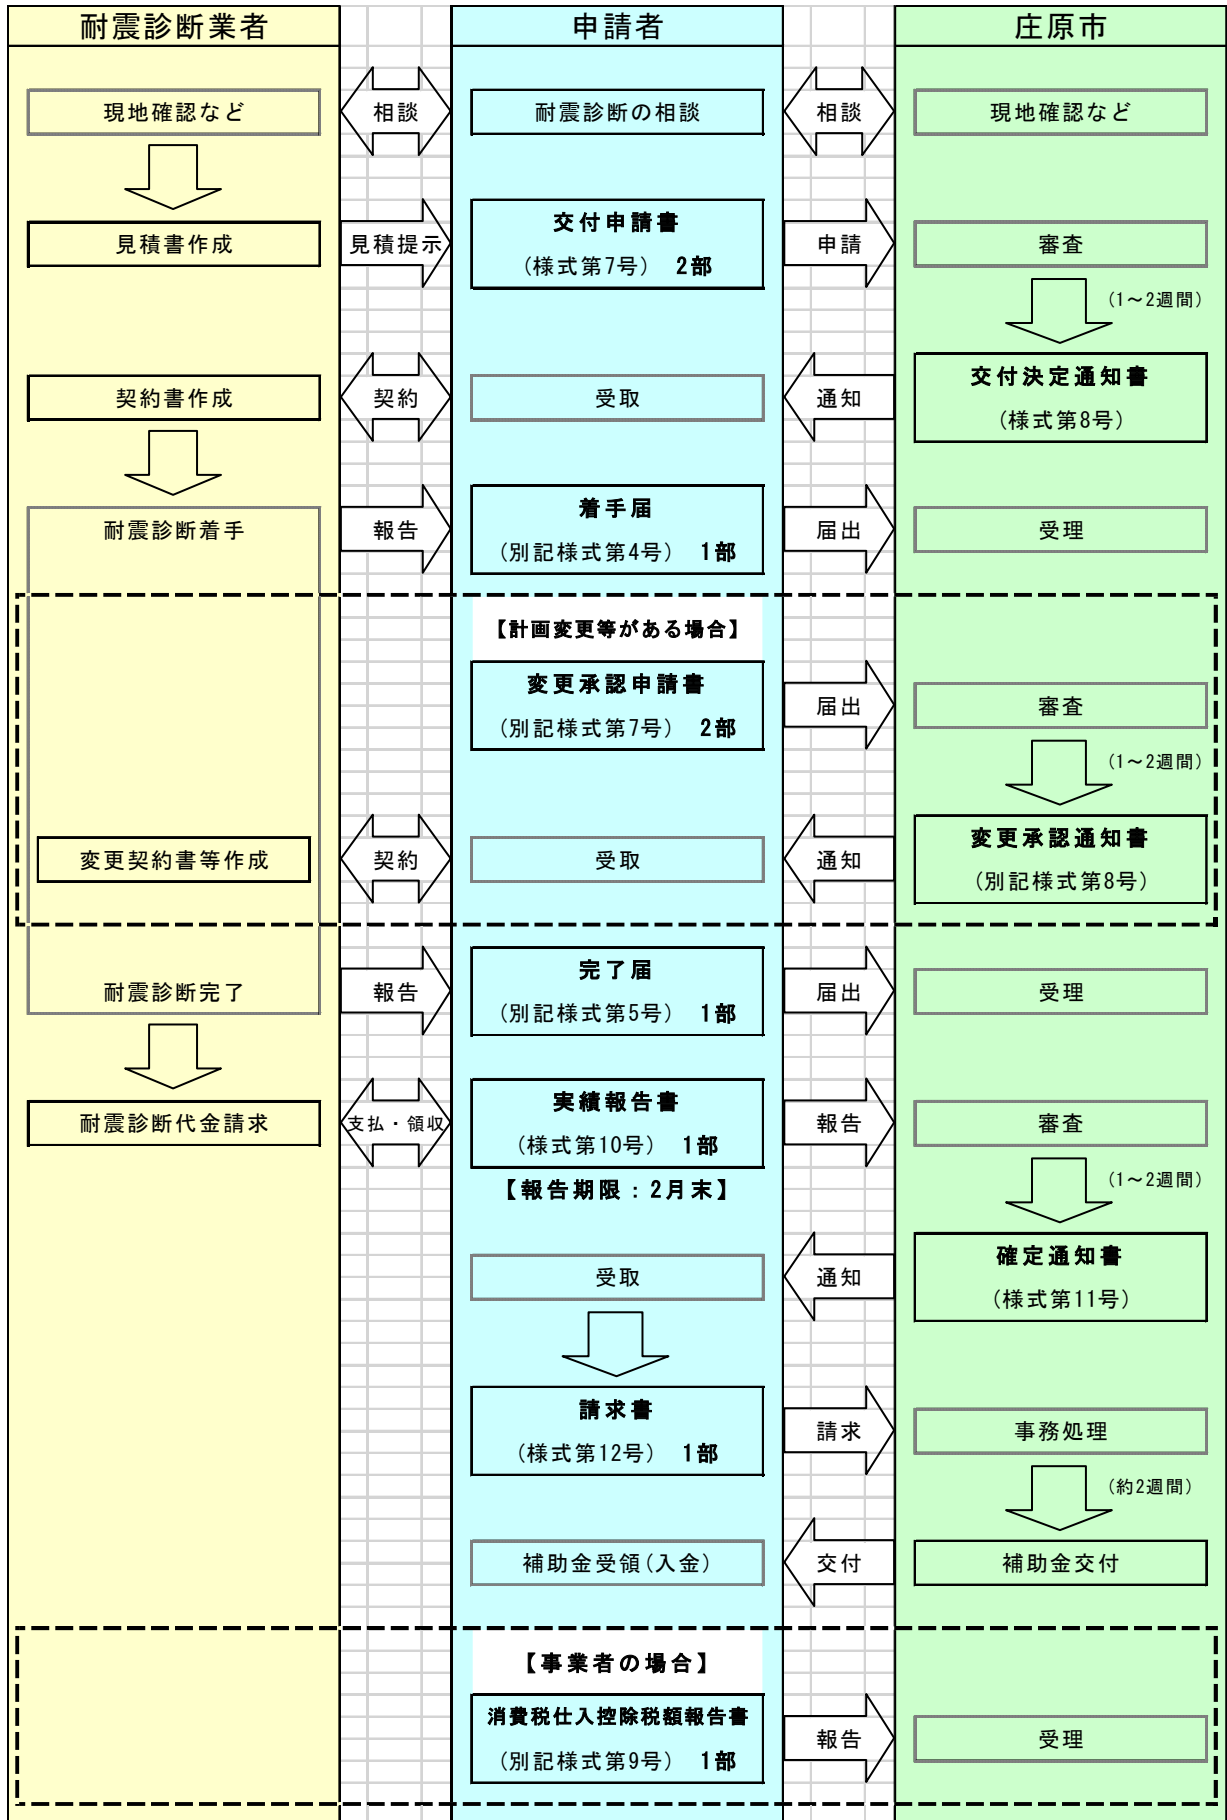 耐震診断業者
申請者
庄原市
現地確認など
相談
耐震診断の相談
相談
現地確認など
見積書作成
見積提示
交付申請書
(様式第7号) 2部
申請
審査
(1～2週間)
契約書作成
契約
受取
通知
交付決定通知書
(様式第8号)
耐震診断着手
報告
着手届
(別記様式第4号) 1部
届出
受理
【計画変更等がある場合】
変更承認申請書
(別記様式第7号) 2部
届出
審査
(1～2週間)
変更契約書等作成
契約
受取
通知
変更承認通知書
(別記様式第8号)
耐震診断完了
報告
完了届
(別記様式第5号) 1部
届出
受理
耐震診断代金請求
支払・領収
実績報告書
(様式第10号) 1部
【報告期限：2月末】
報告
審査
(1～2週間)
受取
通知
確定通知書
(様式第11号)
請求書
(様式第12号) 1部
請求
事務処理
(約2週間)
補助金受領(入金)
交付
補助金交付
【事業者の場合】
消費税仕入控除税額報告書
(別記様式第9号) 1部
報告
受理